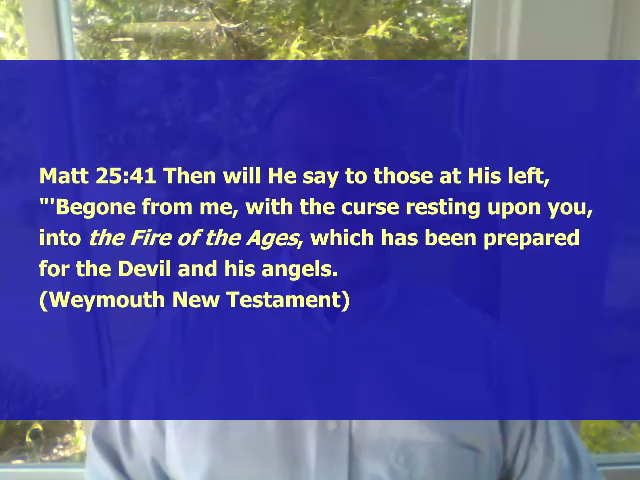 Matt 25:41 Then will He say to those at His left,
"'Begone from me, with the curse resting upon you,
into the Fire of the Ages, which has been prepared
for the Devil and his angels.
(Weymouth New Testament)